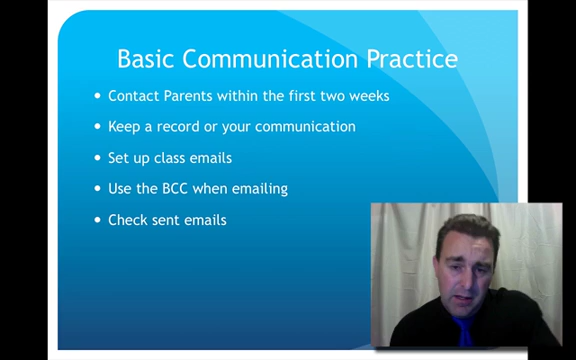 Basic Communication Practice
Contact Parents within the first two weeks
Keep a record or your communication
Set up class emails
Use the BCC when emailing
Check sent emails